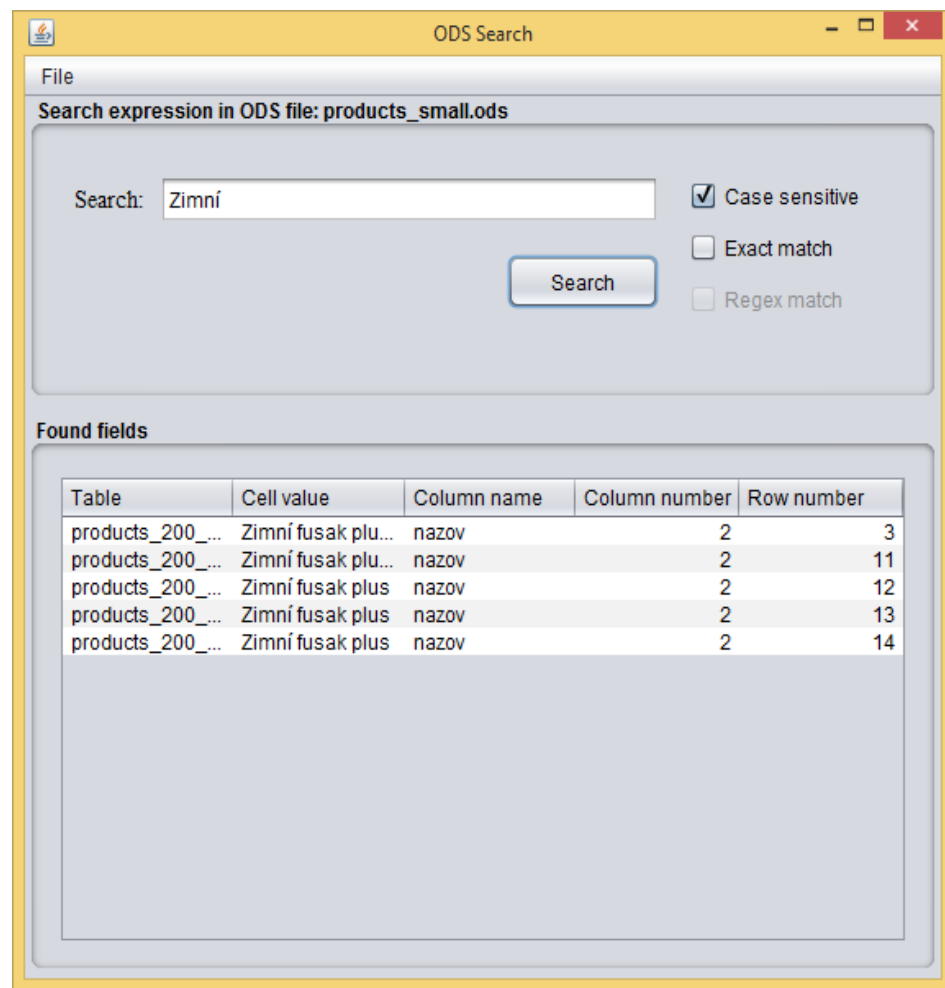 ODS Search
File
Search expression in ODS file: products_small.ods
Search: Zimní
Case sensitive
Exact match
Search
Regex match
Found fields
Table Cell value Column name Column number Row number
products_200_... Zimní fusak plu... nazov 2 3
products_200_... Zimní fusak plu... nazov 2 11
products_200_... Zimní fusak plus nazov 2 12
products_200_... Zimní fusak plus nazov 2 13
products_200_... Zimní fusak plus nazov 2 14